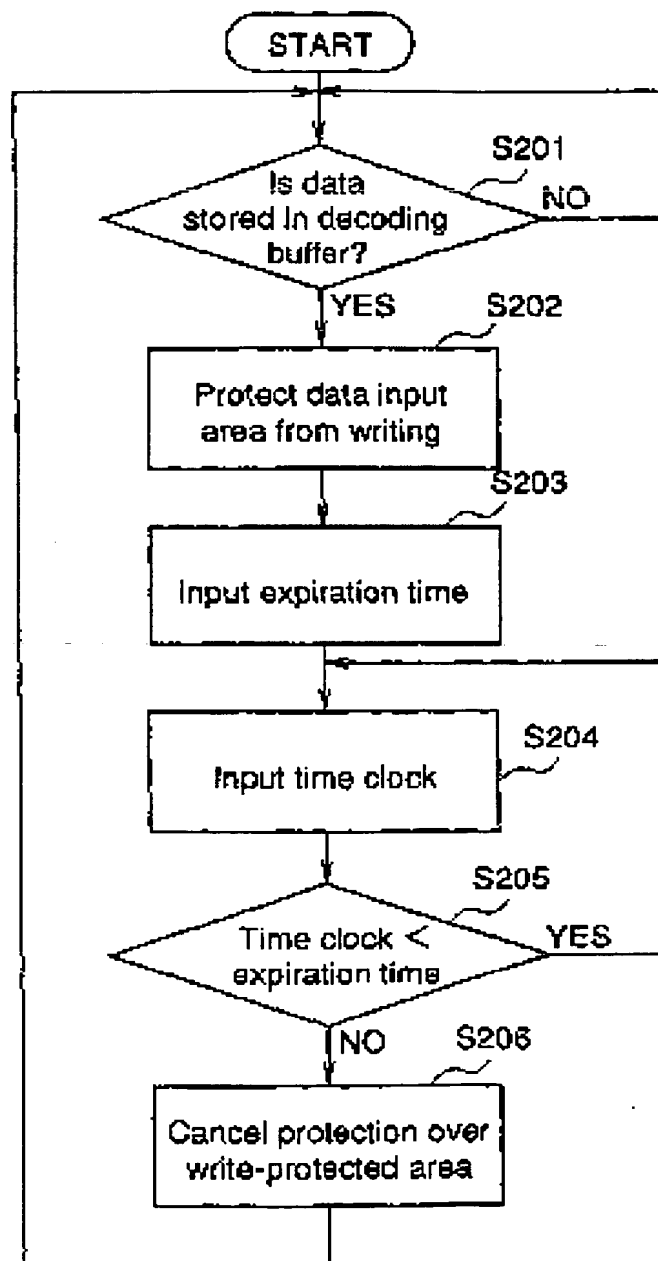 START
S201
Is data
stored in decoding
buffer?
NO
YES
S202
Protect data input
area from writing
S203
Input expiration time
S204
Input time clock
S205
Time clock <
expiration time
YES
NO
S206
Cancel protection over
write-protected area